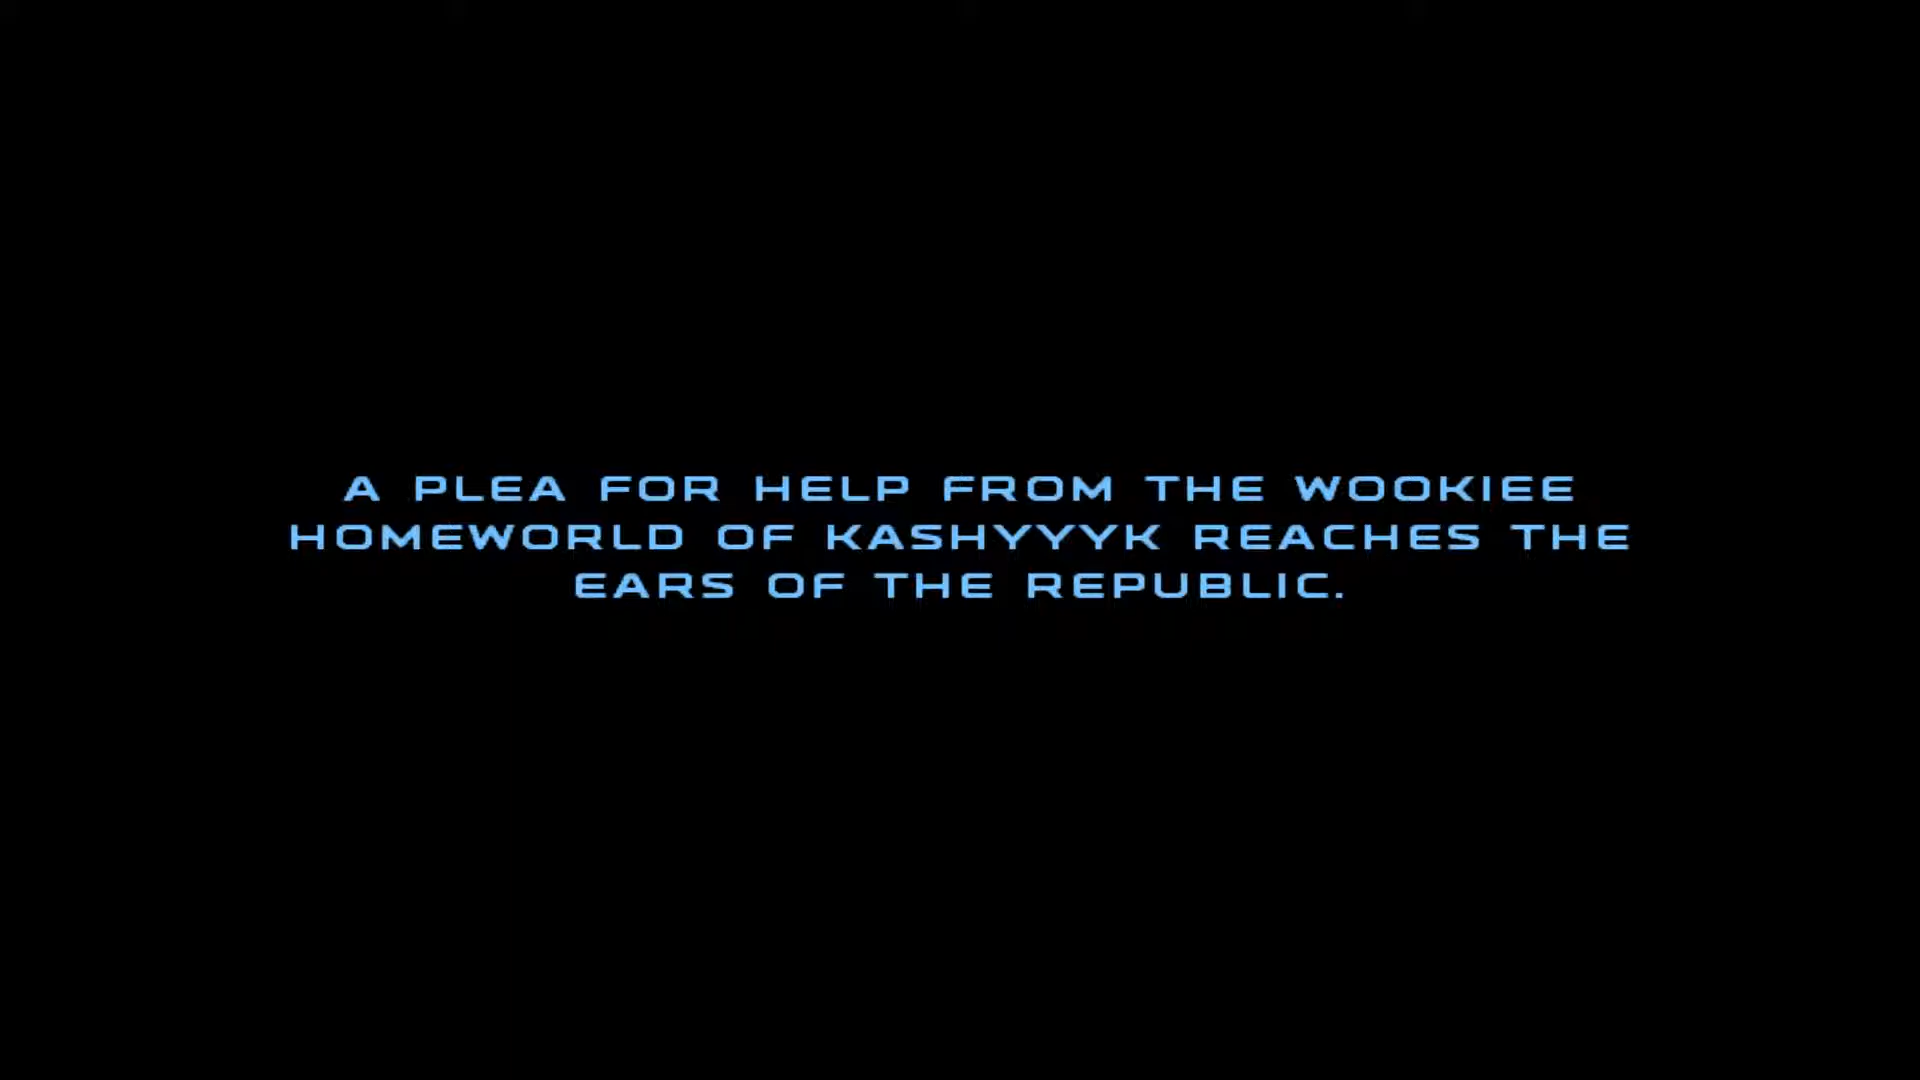 A PLEA FOR HELP FROM THE WOOKIEE
HOMEWORLD OF KASHYYYK REACHES THE
EARS OF THE REPUBLIC.